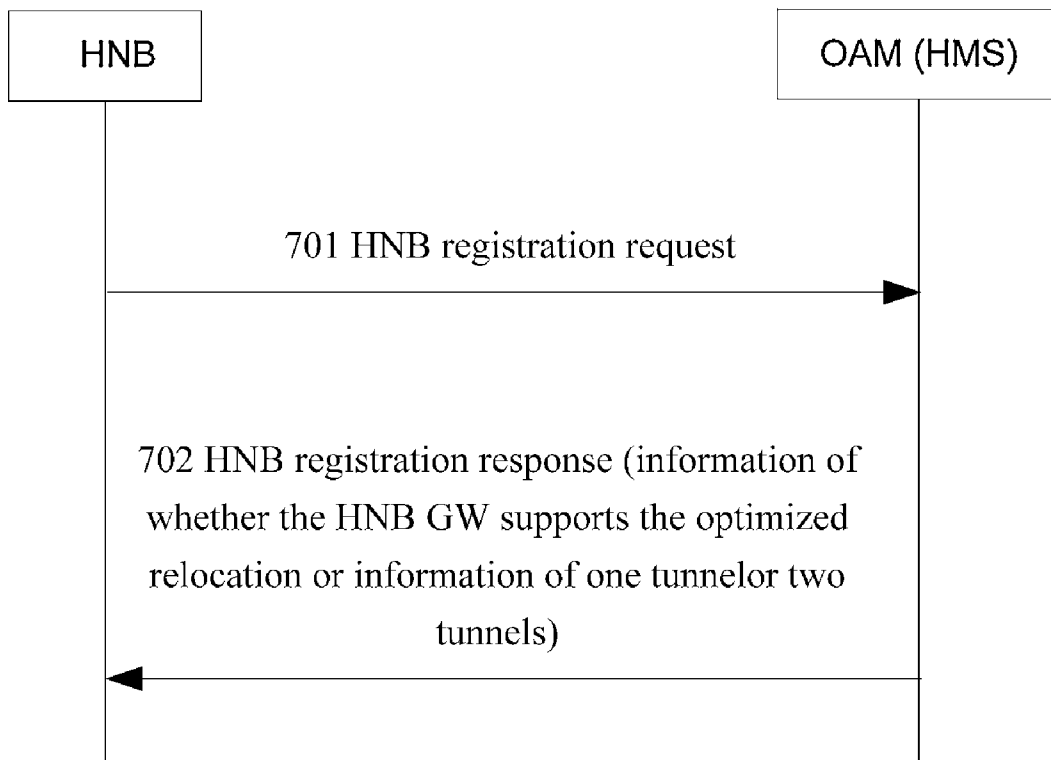 HNB
OAM (HMS)
701 HNB registration request
702 HNB registration response (information of
whether the HNB GW supports the optimized
relocation or information of one tunnelor two
tunnels)